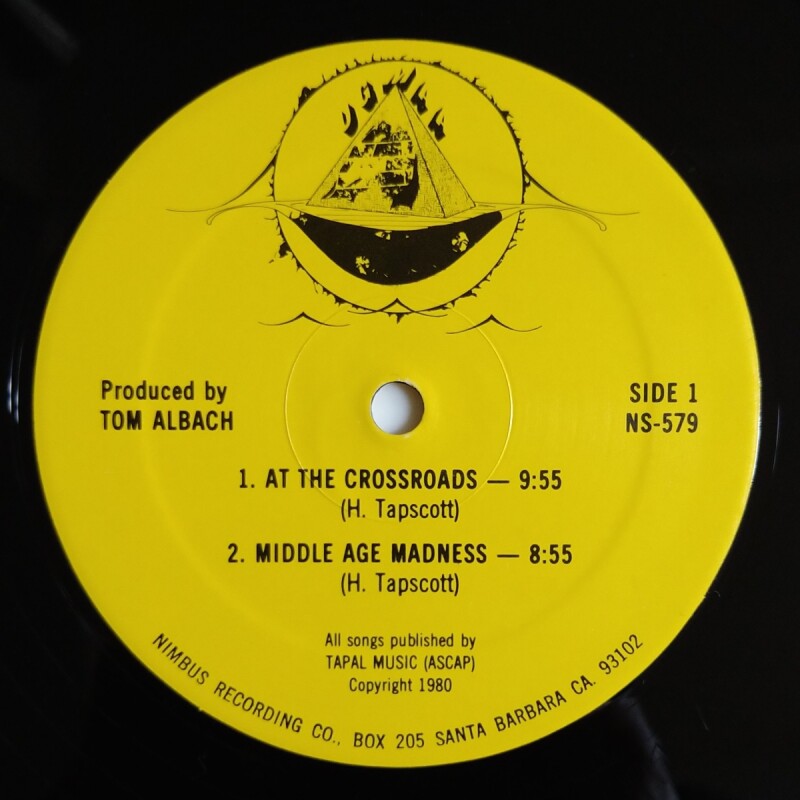 UGMAA
Produced by
TOM ALBACH
SIDE 1
NS-579
1. AT THE CROSSROADS — 9:55
(H. Tapscott)
2. MIDDLE AGE MADNESS — 8:55
(H. Tapscott)
All songs published by
TAPAL MUSIC (ASCAP)
Copyright 1980
NIMBUS RECORDING CO., BOX 205 SANTA BARBARA CA. 93102